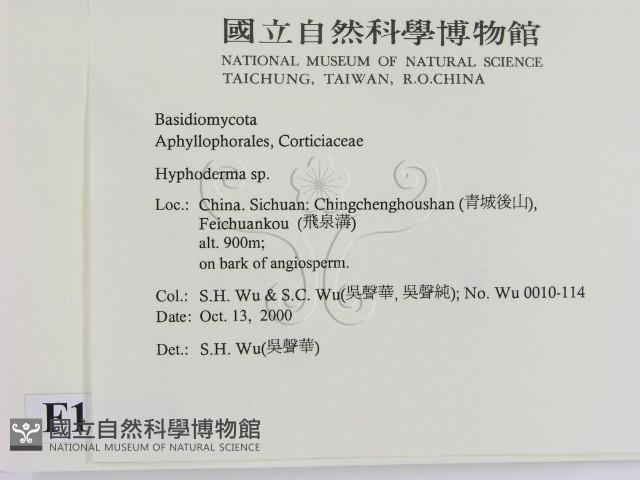 國立自然科學博物館
NATIONAL MUSEUM OF NATURAL SCIENCE
TAICHUNG, TAIWAN, R.O.CHINA
Basidiomycota
Aphyllophorales, Corticiaceae
Hyphoderma sp.
Loc.: China. Sichuan: Chingchenghoushan (青城後山),
Feichuankou (飛泉溝)
alt. 900m;
on bark of angiosperm.
Col.: S.H. Wu & S.C. Wu(吳聲華, 吳聲純); No. Wu 0010-114
Date: Oct. 13, 2000
Det.: S.H. Wu(吳聲華)
F1
國立自然科學博物館
NATIONAL MUSEUM OF NATURAL SCIENCE